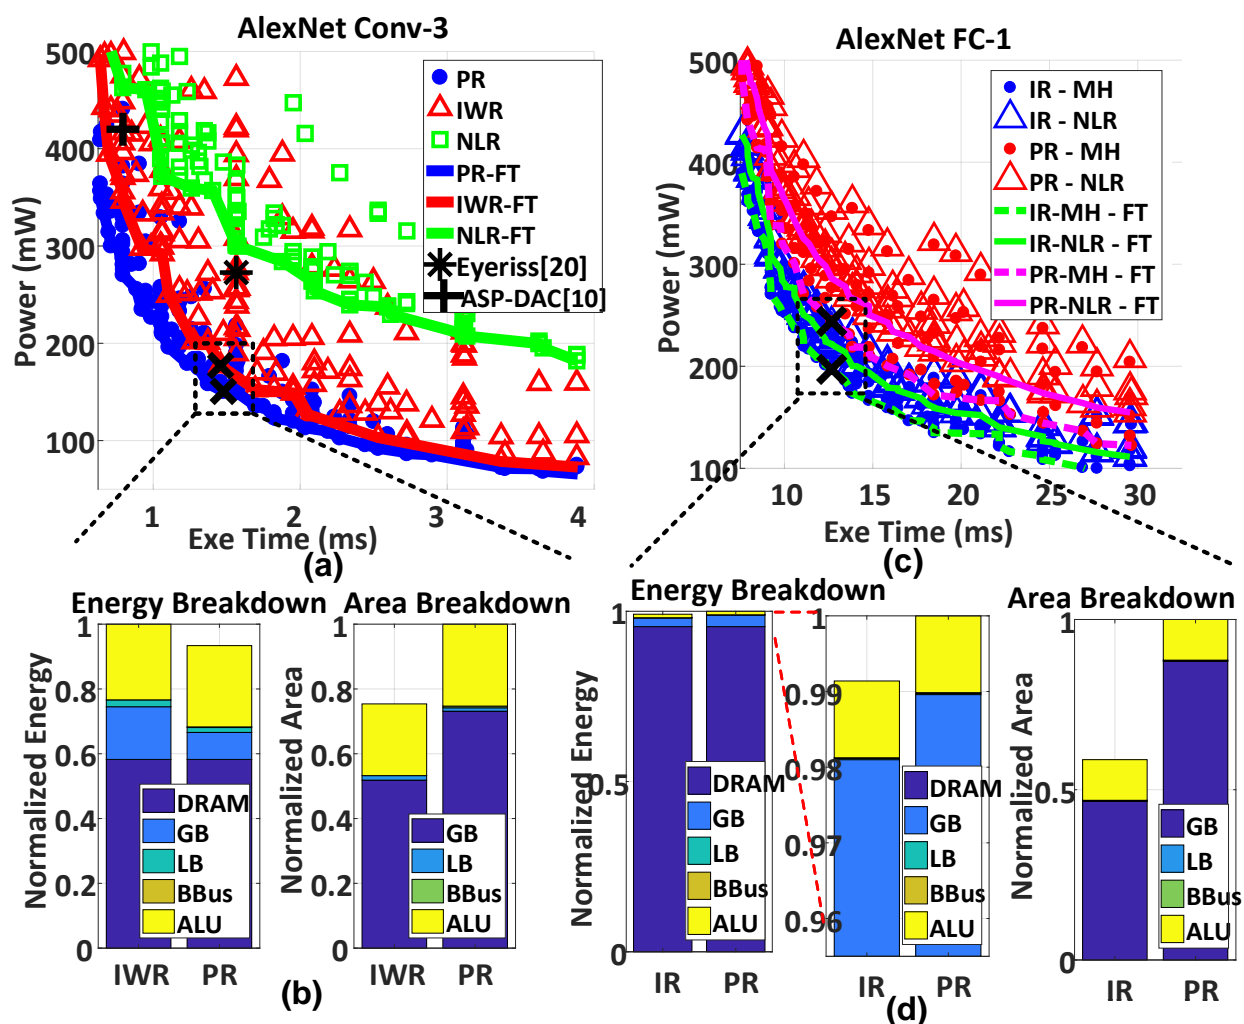 AlexNet Conv-3
500
400
300
200
100
Power (mW)
1
2
3
4
Exe Time (ms)
PR
IWR
NLR
PR-FT
IWR-FT
NLR-FT
Eyeriss[20]
ASP-DAC[10]
(a)
AlexNet FC-1
500
400
300
200
100
Power (mW)
10
15
20
25
30
Exe Time (ms)
IR - MH
IR - NLR
PR - MH
PR - NLR
IR-MH - FT
IR-NLR - FT
PR-MH - FT
PR-NLR - FT
(c)
Energy Breakdown
1
0.8
0.6
0.4
0.2
0
Normalized Energy
DRAM
GB
LB
BBus
ALU
IWR PR
Area Breakdown
1
0.8
0.6
0.4
0.2
0
Normalized Area
GB
LB
BBus
ALU
IWR PR
(b)
Energy Breakdown
1
0.5
0
Normalized Energy
DRAM
GB
LB
BBus
ALU
IR PR
1
0.99
0.98
0.97
0.96
DRAM
GB
LB
BBus
ALU
IR PR
Area Breakdown
1
0.5
0
Normalized Area
GB
LB
BBus
ALU
IR PR
(d)